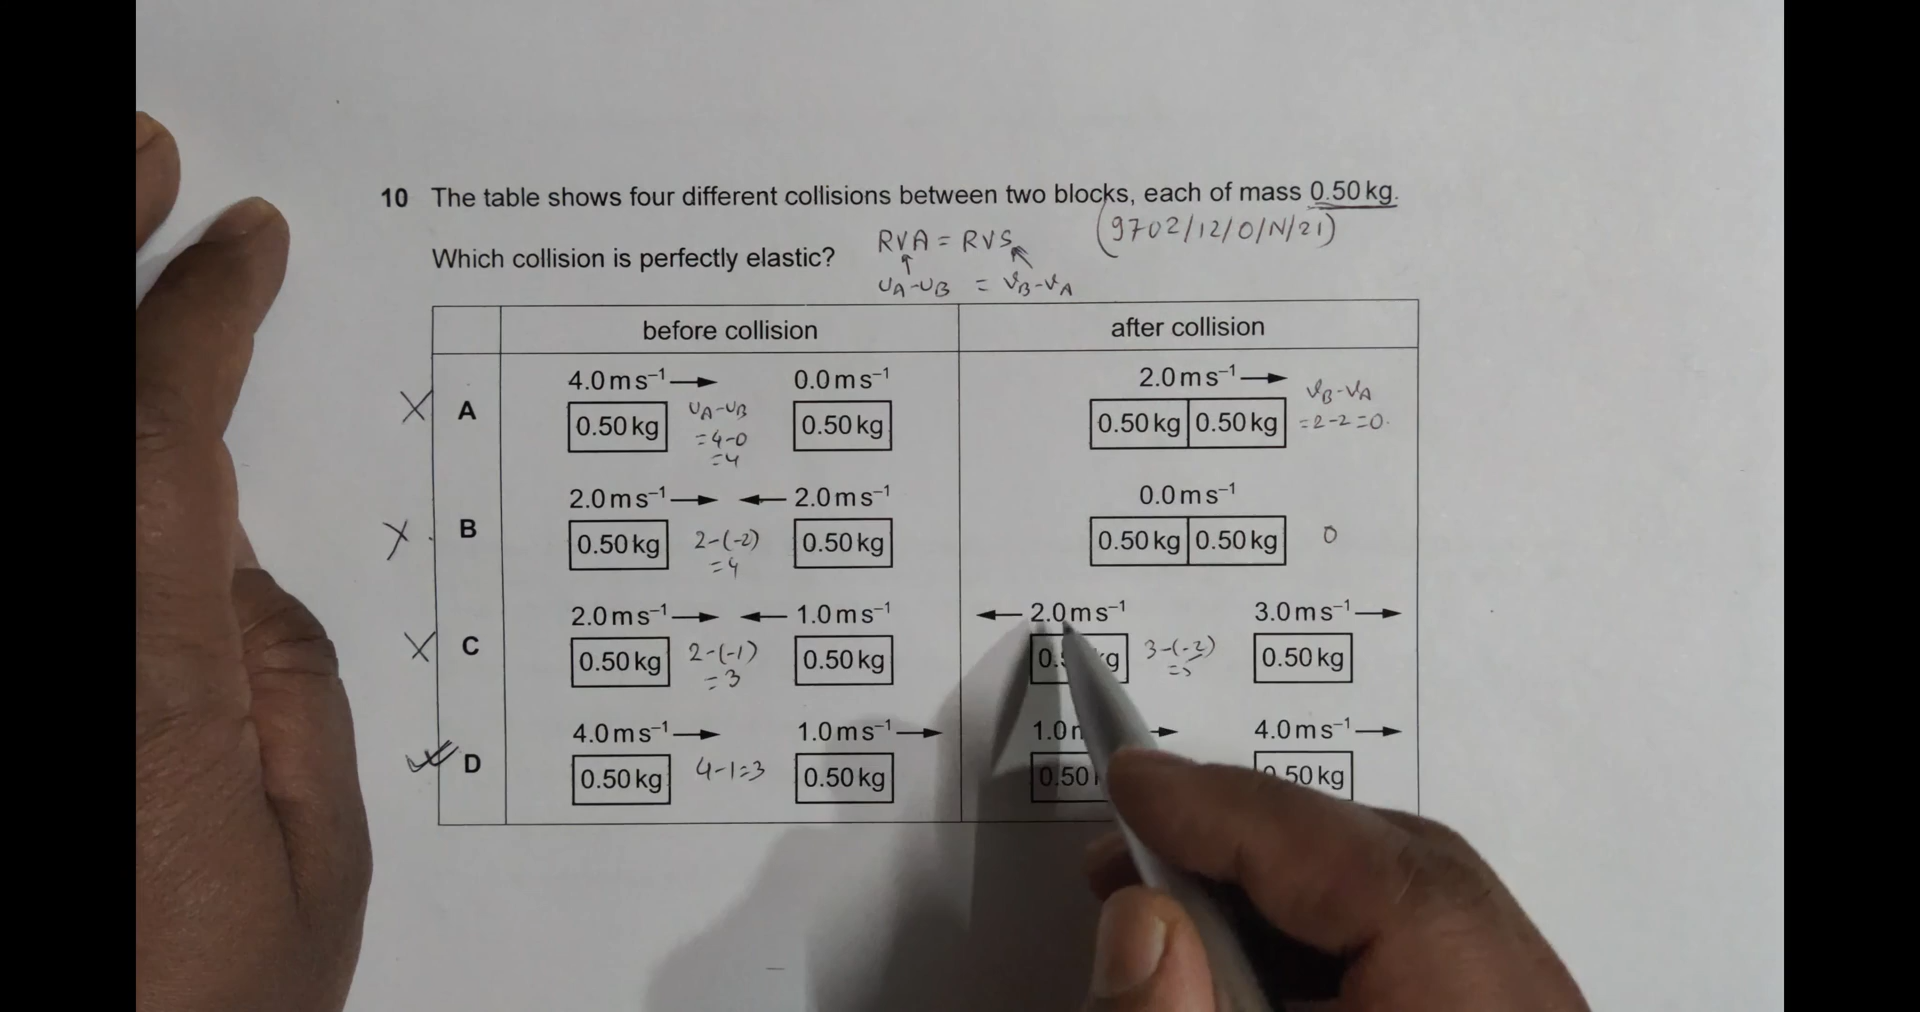 10 The table shows four different collisions between two blocks, each of mass 0.50 kg.
(9702/12/O/N/21)
Which collision is perfectly elastic?
RVA = RVS
uA-uB = vB-vA
before collision after collision
A
4.0 m s⁻¹ 0.0 m s⁻¹ 2.0 m s⁻¹
0.50 kg 0.50 kg 0.50 kg 0.50 kg
uA-uB
=4-0
=4
vB-vA
=2-2=0.
B
2.0 m s⁻¹ 2.0 m s⁻¹ 0.0 m s⁻¹
0.50 kg 0.50 kg 0.50 kg 0.50 kg
2-(-2)
=4
0
C
2.0 m s⁻¹ 1.0 m s⁻¹ 2.0 m s⁻¹ 3.0 m s⁻¹
0.50 kg 0.50 kg 0.50 kg
2-(-1)
=3
3-(-2)
D
4.0 m s⁻¹ 1.0 m s⁻¹ 1.0 4.0 m s⁻¹
0.50 kg 0.50 kg 0.50 50 kg
4-1=3